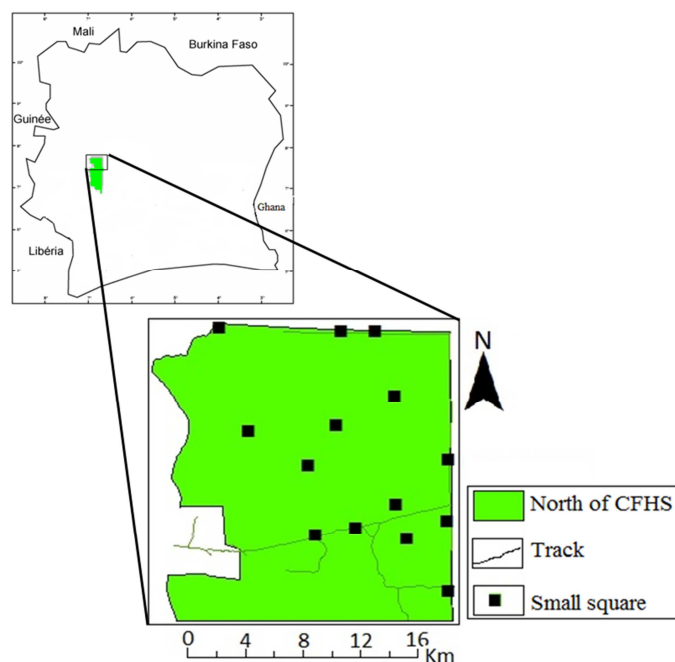 Mali
Burkina Faso
Guinée
Ghana
Libéria
N
North of CFHS
Track
Small square
0 4 8 12 16
Km